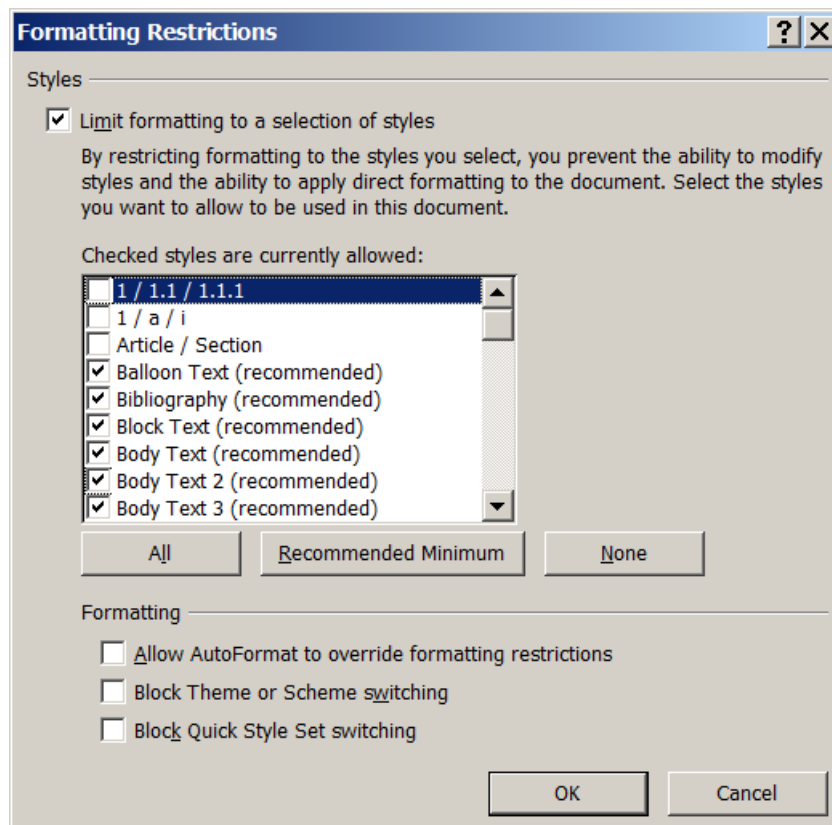 Formatting Restrictions
Styles
Limit formatting to a selection of styles
By restricting formatting to the styles you select, you prevent the ability to modify
styles and the ability to apply direct formatting to the document. Select the styles
you want to allow to be used in this document.
Checked styles are currently allowed:
1 / 1.1 / 1.1.1
1 / a / i
Article / Section
Balloon Text (recommended)
Bibliography (recommended)
Block Text (recommended)
Body Text (recommended)
Body Text 2 (recommended)
Body Text 3 (recommended)
All Recommended Minimum None
Formatting
Allow AutoFormat to override formatting restrictions
Block Theme or Scheme switching
Block Quick Style Set switching
OK Cancel